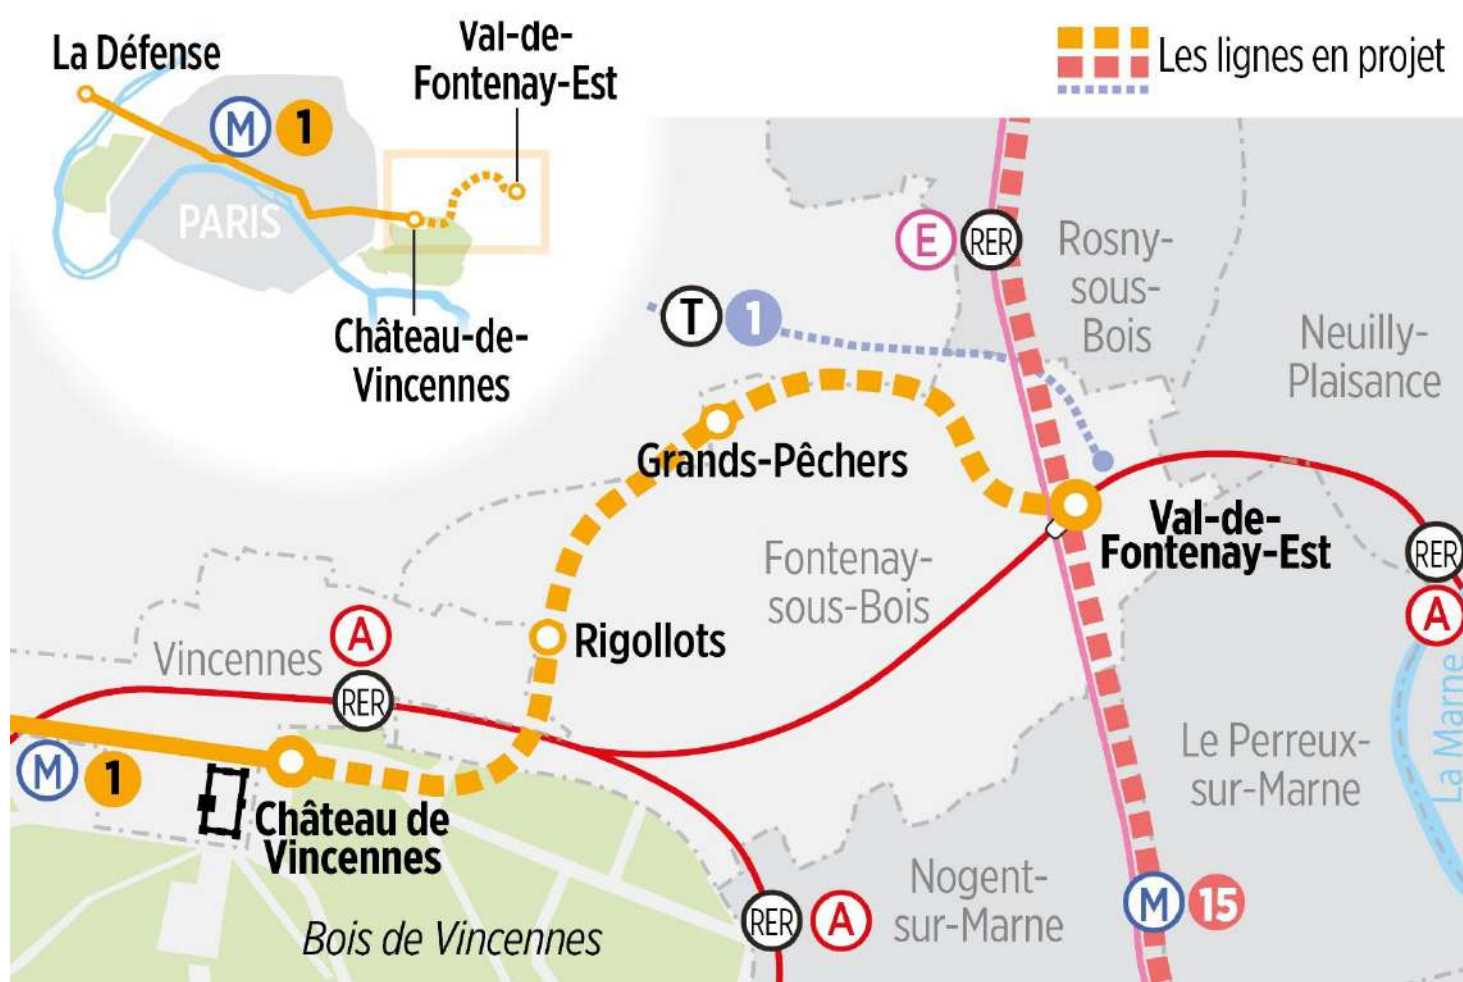 La Défense
Val-de-
Fontenay-Est
M 1
PARIS
Château-de-
Vincennes
Les lignes en projet
E RER
Rosny-
sous-
Bois
T 1
Neuilly-
Plaisance
Grands-Pêchers
Val-de-
Fontenay-Est
Fontenay-
sous-Bois
RER
A
Rigollots
Vincennes
A
RER
La Marne
M 1
Château de
Vincennes
Le Perreux-
sur-Marne
Nogent-
sur-Marne
M 15
RER A
Bois de Vincennes